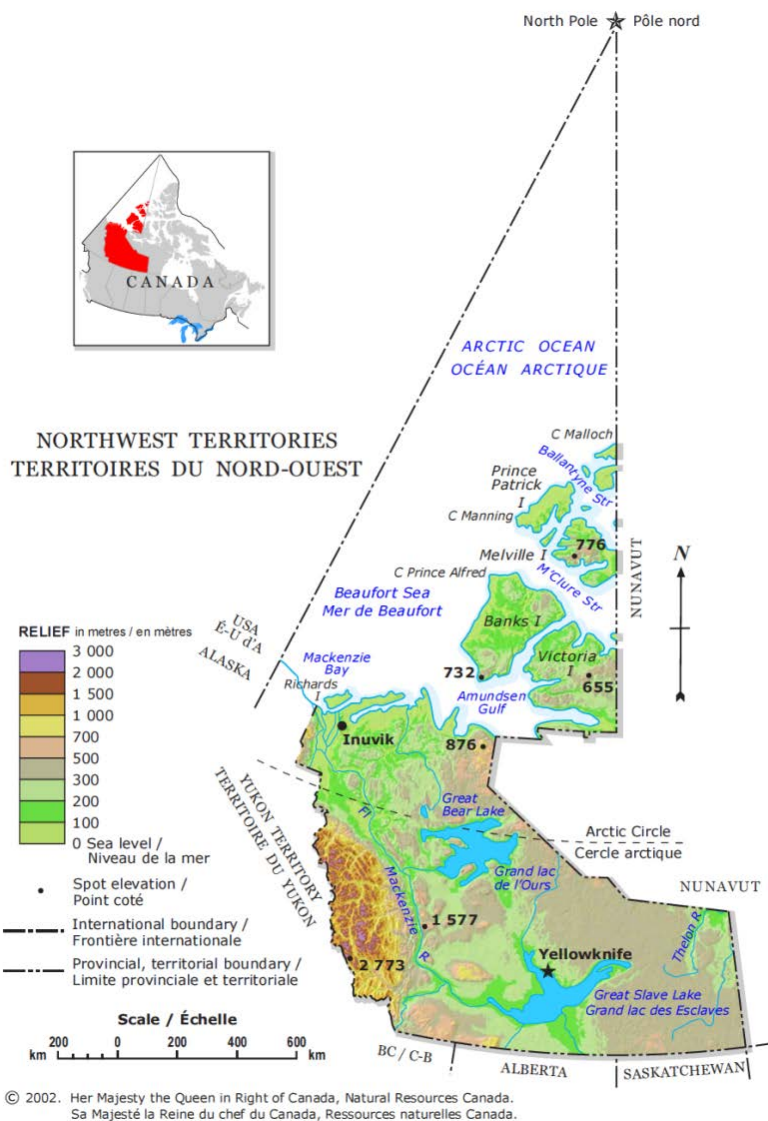 North Pole
Pôle nord
CANADA
ARCTIC OCEAN
OCÉAN ARCTIQUE
NORTHWEST TERRITORIES
TERRITOIRES DU NORD-OUEST
C Malloch
Ballantyne Str
Prince
Patrick
I
C Manning
776
Melville I
M'Clure Str
NUNAVUT
N
C Prince Alfred
Beaufort Sea
Mer de Beaufort
Banks I
Victoria
I
655
732
Amundsen
Gulf
USA
É-U d'A
ALASKA
Mackenzie
Bay
Richards
I
Inuvik
876
RELIEF in metres / en mètres
3 000
2 000
1 500
1 000
700
500
300
200
100
0 Sea level /
Niveau de la mer
Spot elevation /
Point coté
International boundary /
Frontière internationale
Provincial, territorial boundary /
Limite provinciale et territoriale
YUKON TERRITORY
TERRITOIRE DU YUKON
Great
Bear Lake
Grand lac
de l'Ours
Arctic Circle
Cercle arctique
Fl
Mackenzie
R
1 577
2 773
NUNAVUT
Thelon R
Yellowknife
Great Slave Lake
Grand lac des Esclaves
Scale / Échelle
km 200 0 200 400 600 km
BC / C-B
ALBERTA
SASKATCHEWAN
© 2002. Her Majesty the Queen in Right of Canada, Natural Resources Canada.
Sa Majesté la Reine du chef du Canada, Ressources naturelles Canada.